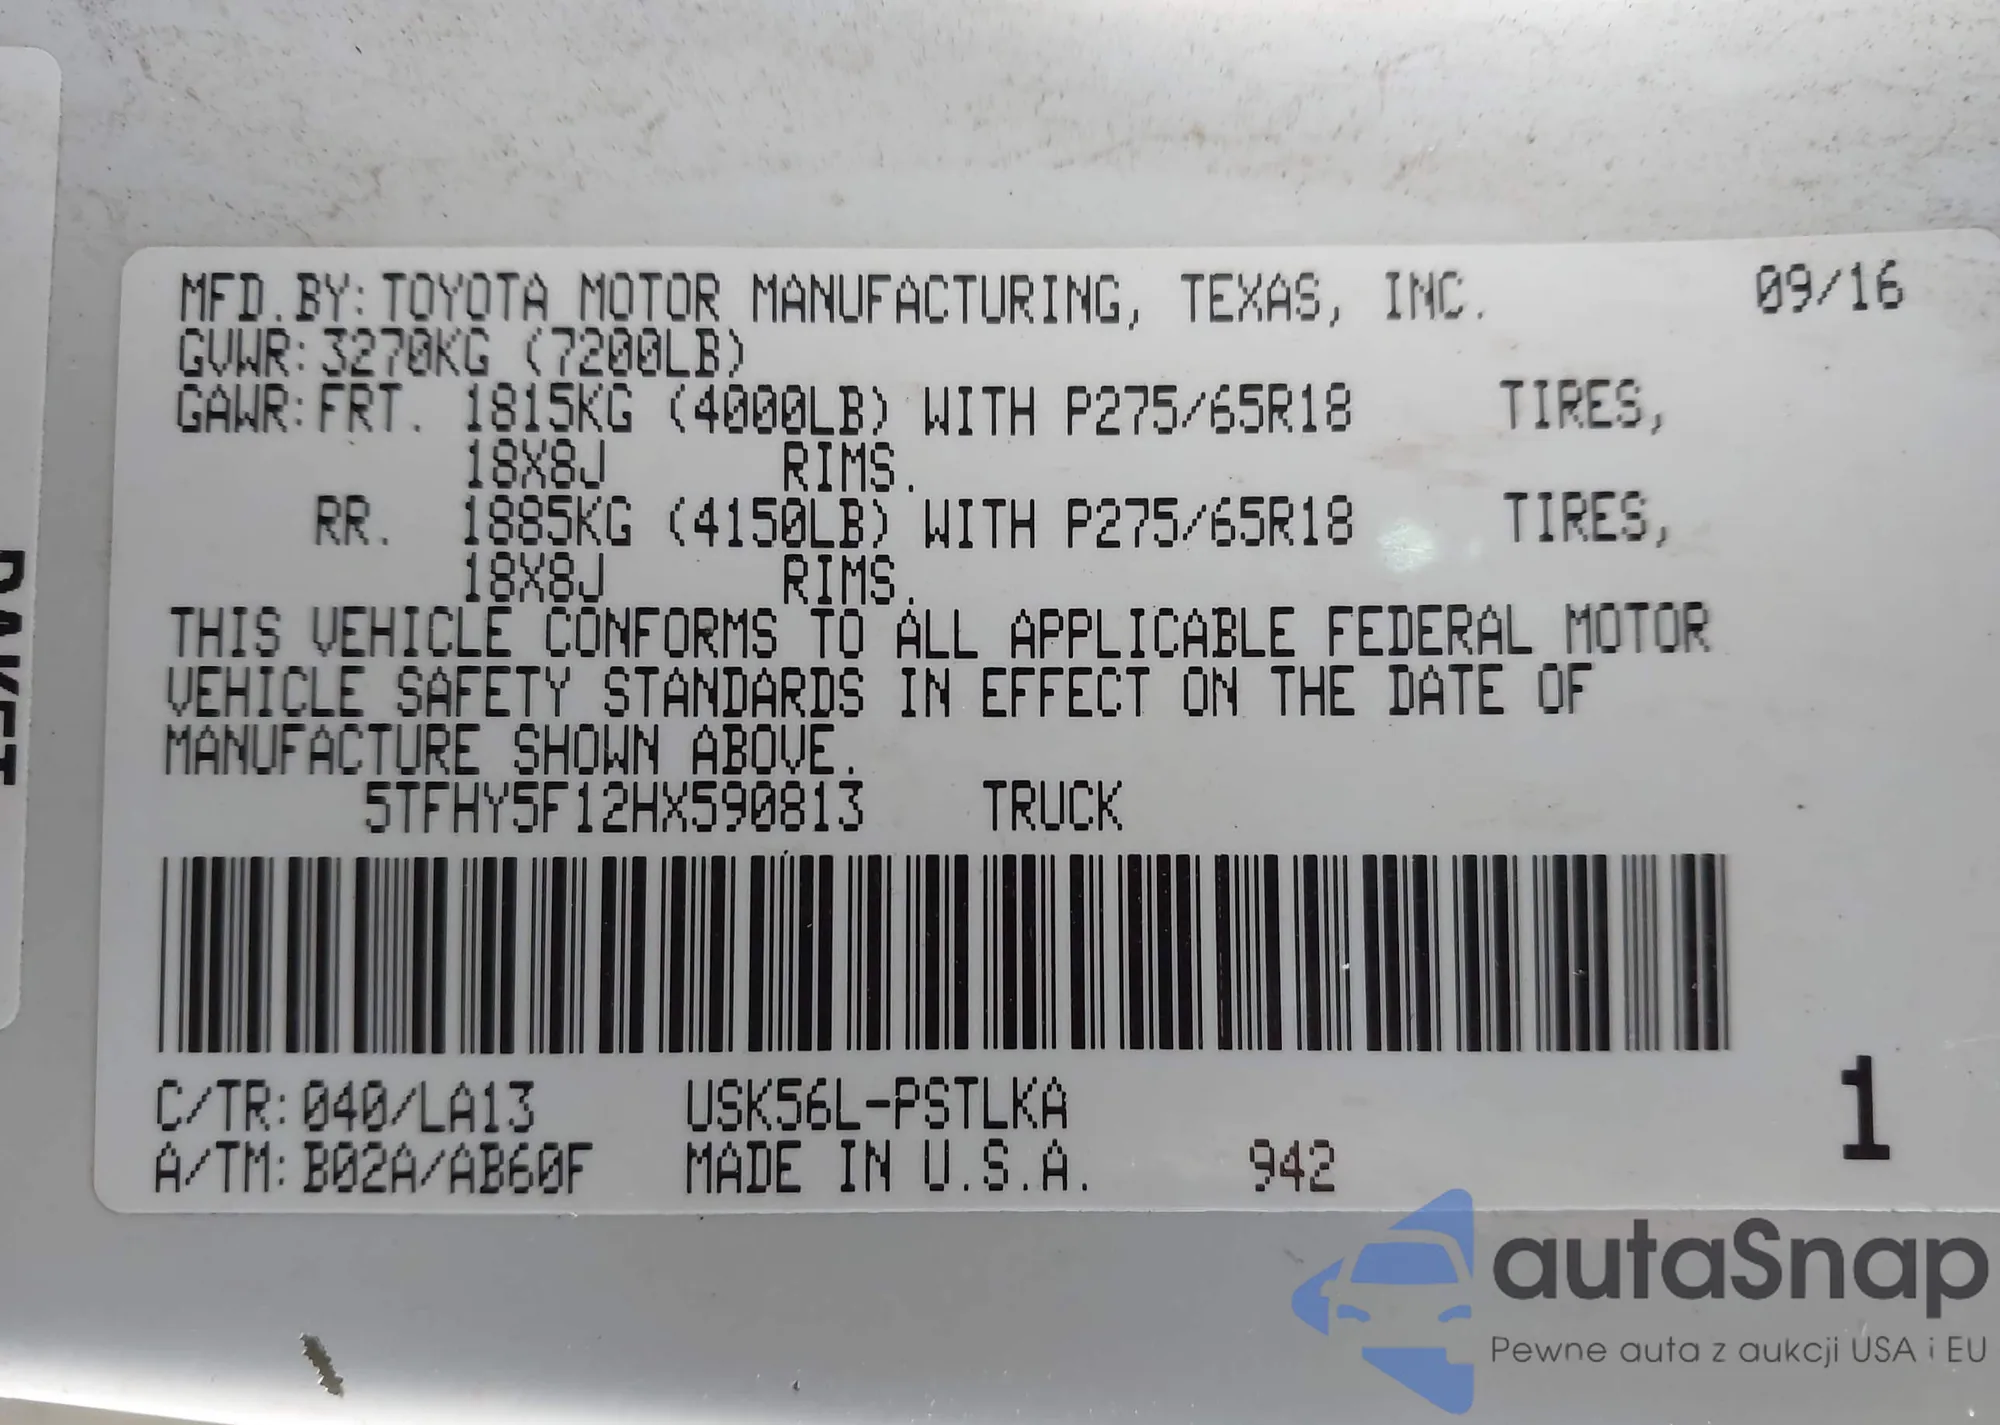 MFD.BY: TOYOTA MOTOR MANUFACTURING, TEXAS, INC. 09/16
GVWR: 3270KG (7200LB)
GAWR: FRT. 1815KG (4000LB) WITH P275/65R18 TIRES,
18X8J RIMS.
RR. 1885KG (4150LB) WITH P275/65R18 TIRES,
18X8J RIMS.
THIS VEHICLE CONFORMS TO ALL APPLICABLE FEDERAL MOTOR
VEHICLE SAFETY STANDARDS IN EFFECT ON THE DATE OF
MANUFACTURE SHOWN ABOVE.
5TFHY5F12HX590813 TRUCK
C/TR: 040/LA13 USK56L-PSTLKA
A/TM: B02A/AB60F MADE IN U.S.A. 942
1
autaSnap
Pewne auta z aukcji USA i EU